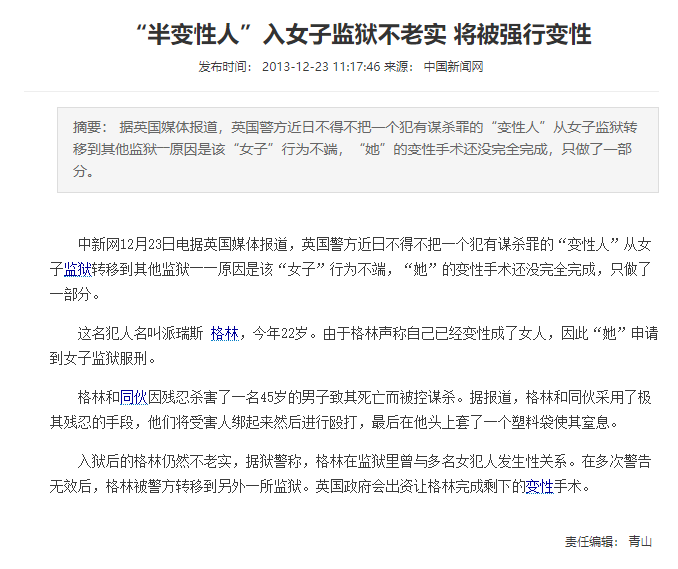 “半变性人”入女子监狱不老实 将被强行变性
发布时间： 2013-12-23 11:17:46 来源： 中国新闻网
摘要： 据英国媒体报道，英国警方近日不得不把一个犯有谋杀罪的“变性人”从女子监狱转
移到其他监狱一原因是该“女子”行为不端，“她”的变性手术还没完全完成，只做了一部
分。
中新网12月23日电据英国媒体报道，英国警方近日不得不把一个犯有谋杀罪的“变性人”从女
子监狱转移到其他监狱一一原因是该“女子”行为不端，“她”的变性手术还没完全完成，只做了
一部分。
这名犯人名叫派瑞斯 格林，今年22岁。由于格林声称自己已经变性成了女人，因此“她”申请
到女子监狱服刑。
格林和同伙因残忍杀害了一名45岁的男子致其死亡而被控谋杀。据报道，格林和同伙采用了极
其残忍的手段，他们将受害人绑起来然后进行殴打，最后在他头上套了一个塑料袋使其窒息。
入狱后的格林仍然不老实，据狱警称，格林在监狱里曾与多名女犯人发生性关系。在多次警告
无效后，格林被警方转移到另外一所监狱。英国政府会出资让格林完成剩下的变性手术。
责任编辑： 青山